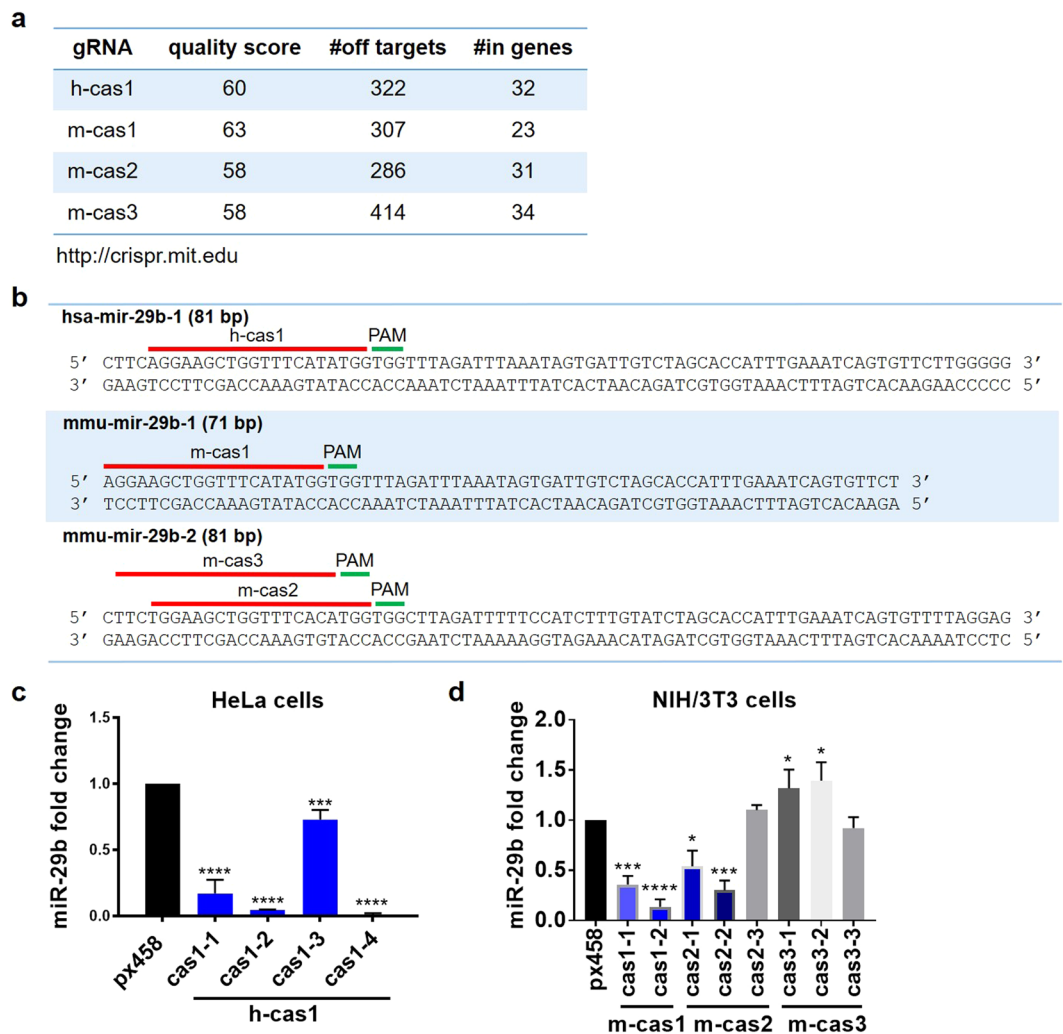 a
gRNA quality score #off targets #in genes
h-cas1 60 322 32
m-cas1 63 307 23
m-cas2 58 286 31
m-cas3 58 414 34
http://crispr.mit.edu
b
hsa-mir-29b-1 (81 bp)
h-cas1 PAM
5’ CTTCAGGAAGCTGGTTTCATATGGTGGTTTAGATTTAAATAGTGATTGTCTAGCACCATTTGAAATCAGTGTTCTTGGGGG 3’
3’ GAAGTCCTTCGACCAAAGTATACCACCAAATCTAAATTTATCACTAACAGATCGTGGTAAACTTTAGTCACAAGAACCCCC 5’
mmu-mir-29b-1 (71 bp)
m-cas1 PAM
5’ AGGAAGCTGGTTTCATATGGTGGTTTAGATTTAAATAGTGATTGTCTAGCACCATTTGAAATCAGTGTTCT 3’
3’ TCCTTCGACCAAAGTATACCACCAAATCTAAATTTATCACTAACAGATCGTGGTAAACTTTAGTCACAAGA 5’
mmu-mir-29b-2 (81 bp)
m-cas3 PAM
m-cas2 PAM
5’ CTTCTGGAAGCTGGTTTCACATGGTGGCTTAGATTTTTCCATCTTTGTATCTAGCACCATTTGAAATCAGTGTTTTAGGAG 3’
3’ GAAGACCTTCGACCAAAGTGTACCACCGAATCTAAAAAGGTAGAAACATAGATCGTGGTAAACTTTAGTCACAAAATCCTC 5’
c
HeLa cells
miR-29b fold change
1.5
1.0
0.5
0.0
**** **** *** ****
px458 cas1-1 cas1-2 cas1-3 cas1-4
h-cas1
d
NIH/3T3 cells
miR-29b fold change
2.0
1.5
1.0
0.5
0.0
*** **** * *** * *
px458 cas1-1 cas1-2 cas2-1 cas2-2 cas2-3 cas3-1 cas3-2 cas3-3
m-cas1 m-cas2 m-cas3